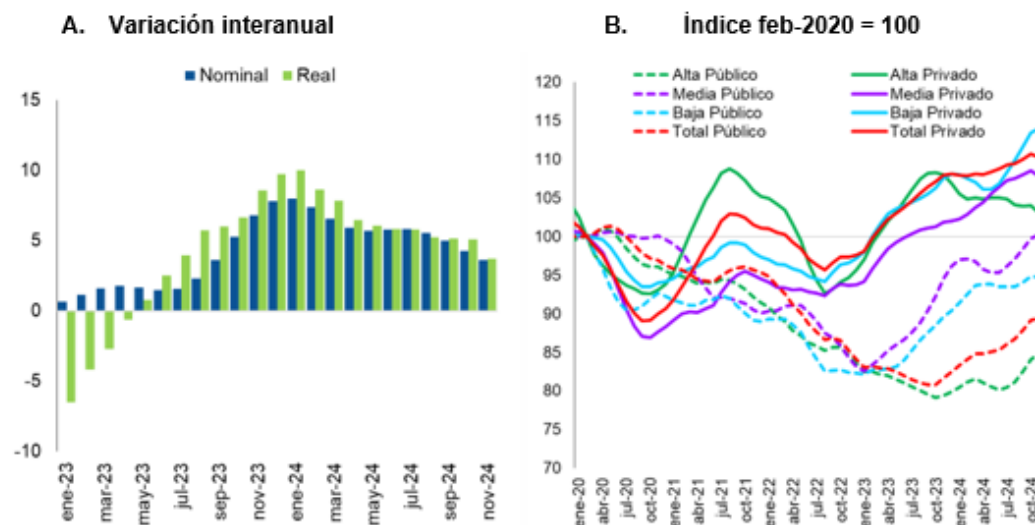 A. Variación interanual
Nominal Real
15
10
5
0
-5
-10
ene-23
mar-23
may-23
jul-23
sep-23
nov-23
ene-24
mar-24
may-24
jul-24
sep-24
nov-24
B. Índice feb-2020 = 100
Alta Público Alta Privado
Media Público Media Privado
Baja Público Baja Privado
Total Público Total Privado
120
115
110
105
100
95
90
85
80
75
70
ene-20
abr-20
jul-20
oct-20
ene-21
abr-21
jul-21
oct-21
ene-22
abr-22
jul-22
oct-22
ene-23
abr-23
jul-23
oct-23
ene-24
abr-24
jul-24